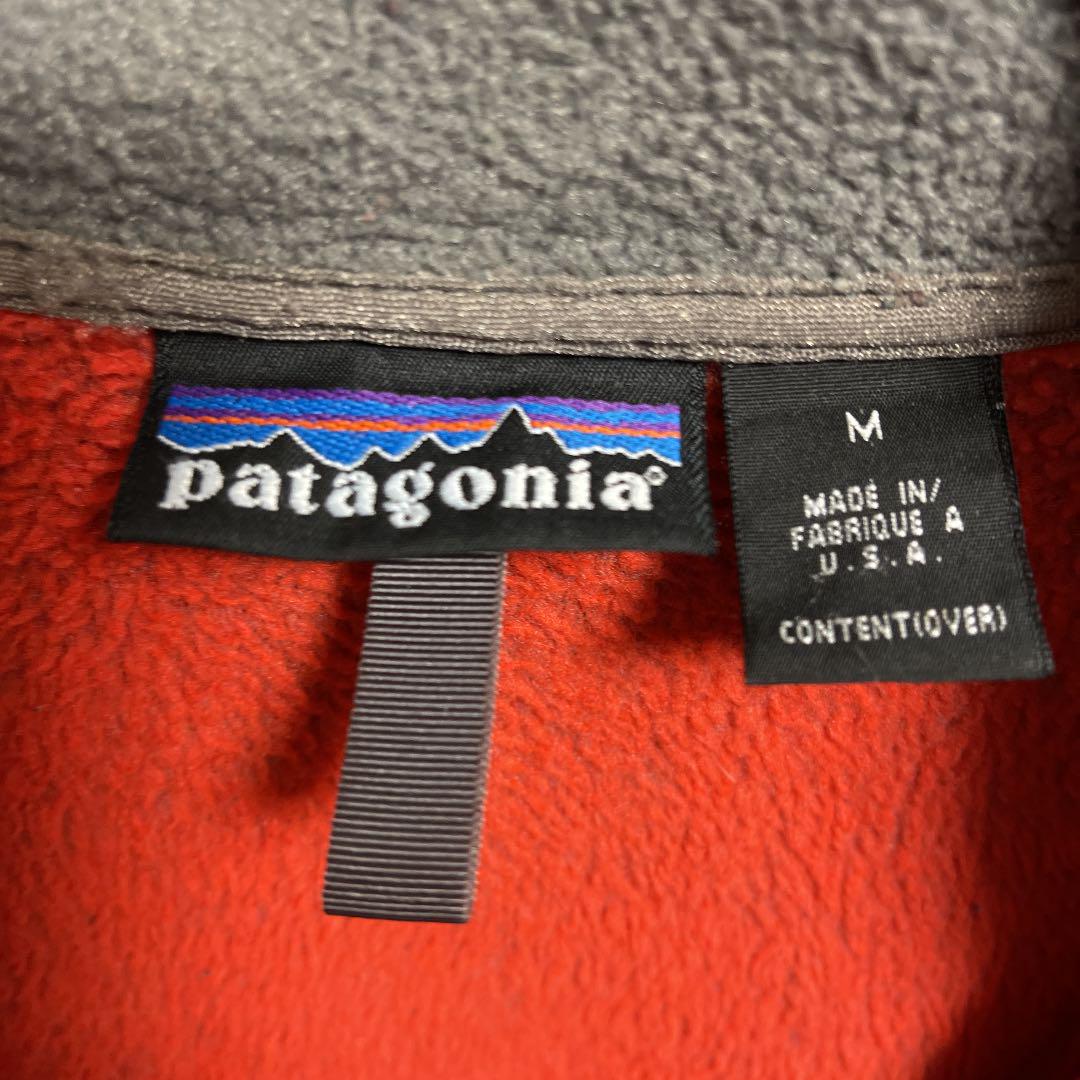 patagonia®
M
MADE IN/
FABRIQUE A
U.S.A.
CONTENT(OVER)